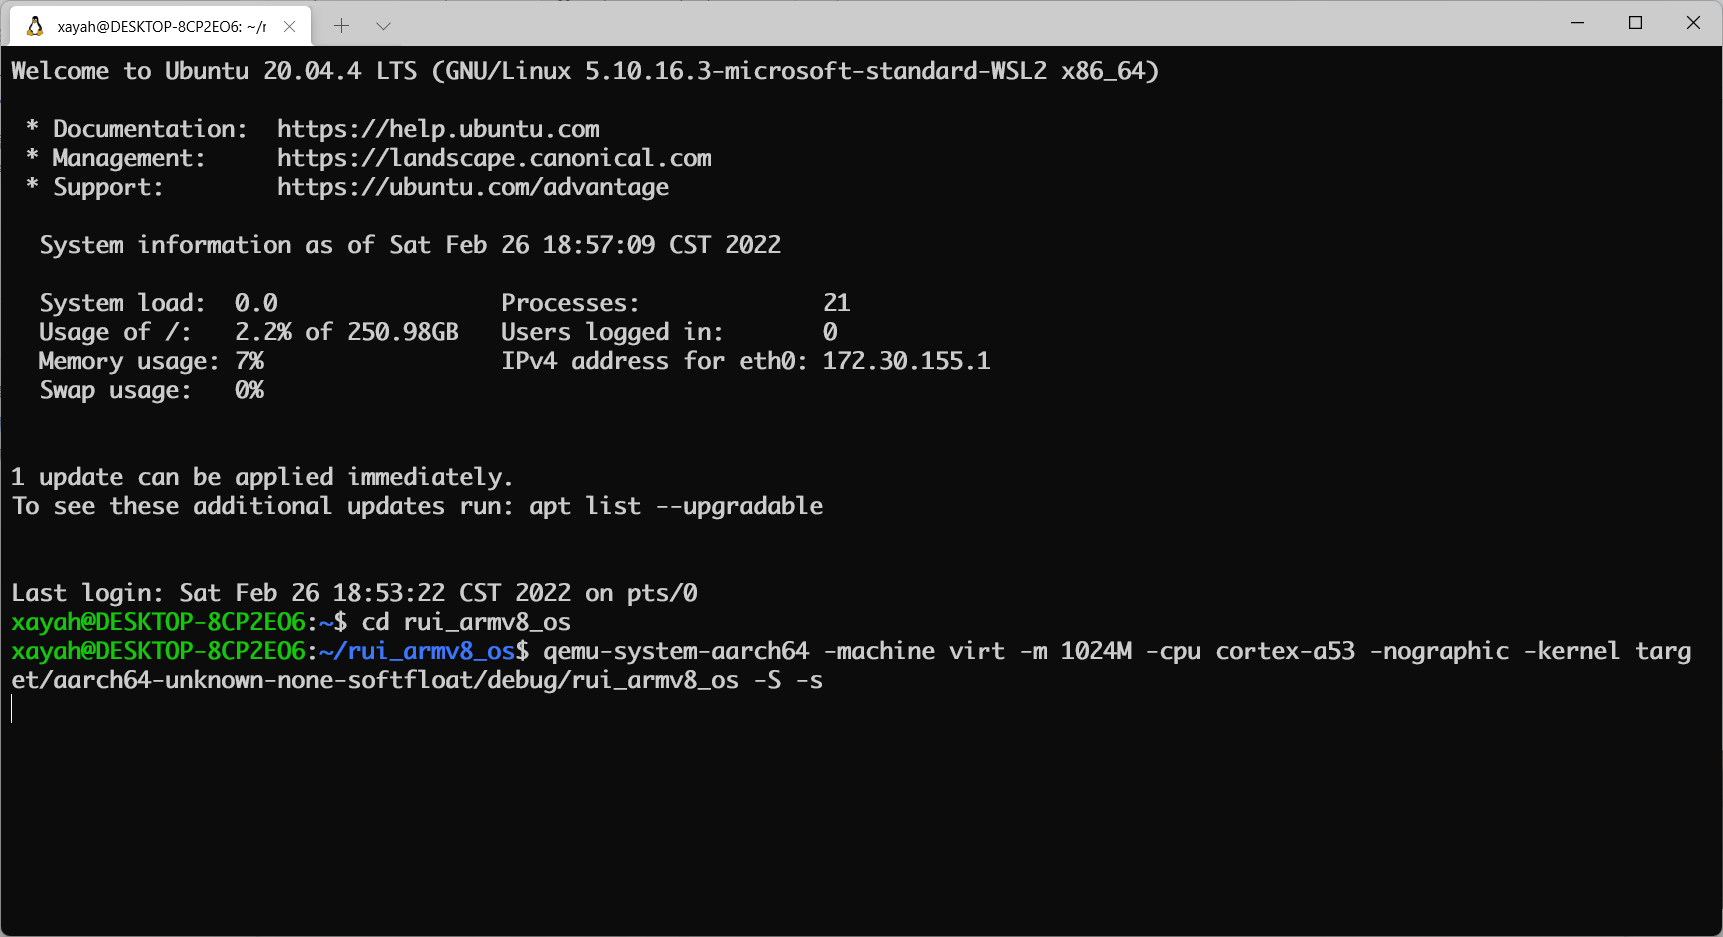 xayah@DESKTOP-8CP2EO6: ~/r
Welcome to Ubuntu 20.04.4 LTS (GNU/Linux 5.10.16.3-microsoft-standard-WSL2 x86_64)
* Documentation:  https://help.ubuntu.com
* Management:     https://landscape.canonical.com
* Support:        https://ubuntu.com/advantage
System information as of Sat Feb 26 18:57:09 CST 2022
System load:  0.0                Processes:             21
Usage of /:   2.2% of 250.98GB   Users logged in:       0
Memory usage: 7%                 IPv4 address for eth0: 172.30.155.1
Swap usage:   0%
1 update can be applied immediately.
To see these additional updates run: apt list --upgradable
Last login: Sat Feb 26 18:53:22 CST 2022 on pts/0
xayah@DESKTOP-8CP2EO6:~$ cd rui_armv8_os
xayah@DESKTOP-8CP2EO6:~/rui_armv8_os$ qemu-system-aarch64 -machine virt -m 1024M -cpu cortex-a53 -nographic -kernel targ
et/aarch64-unknown-none-softfloat/debug/rui_armv8_os -S -s